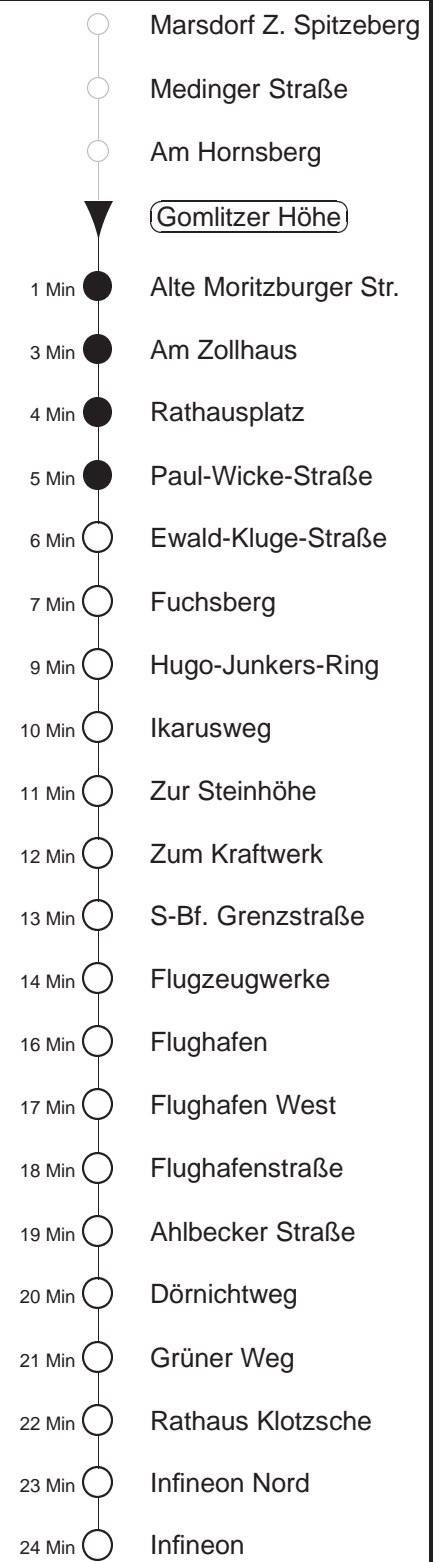 Marsdorf Z. Spitzeberg
Medinger Straße
Am Hornsberg
Gomlitzer Höhe
1 Min Alte Moritzburger Str.
3 Min Am Zollhaus
4 Min Rathausplatz
5 Min Paul-Wicke-Straße
6 Min Ewald-Kluge-Straße
7 Min Fuchsberg
9 Min Hugo-Junkers-Ring
10 Min Ikarusweg
11 Min Zur Steinhöhe
12 Min Zum Kraftwerk
13 Min S-Bf. Grenzstraße
14 Min Flugzeugwerke
16 Min Flughafen
17 Min Flughafen West
18 Min Flughafenstraße
19 Min Ahlbecker Straße
20 Min Dörnichtweg
21 Min Grüner Weg
22 Min Rathaus Klotzsche
23 Min Infineon Nord
24 Min Infineon